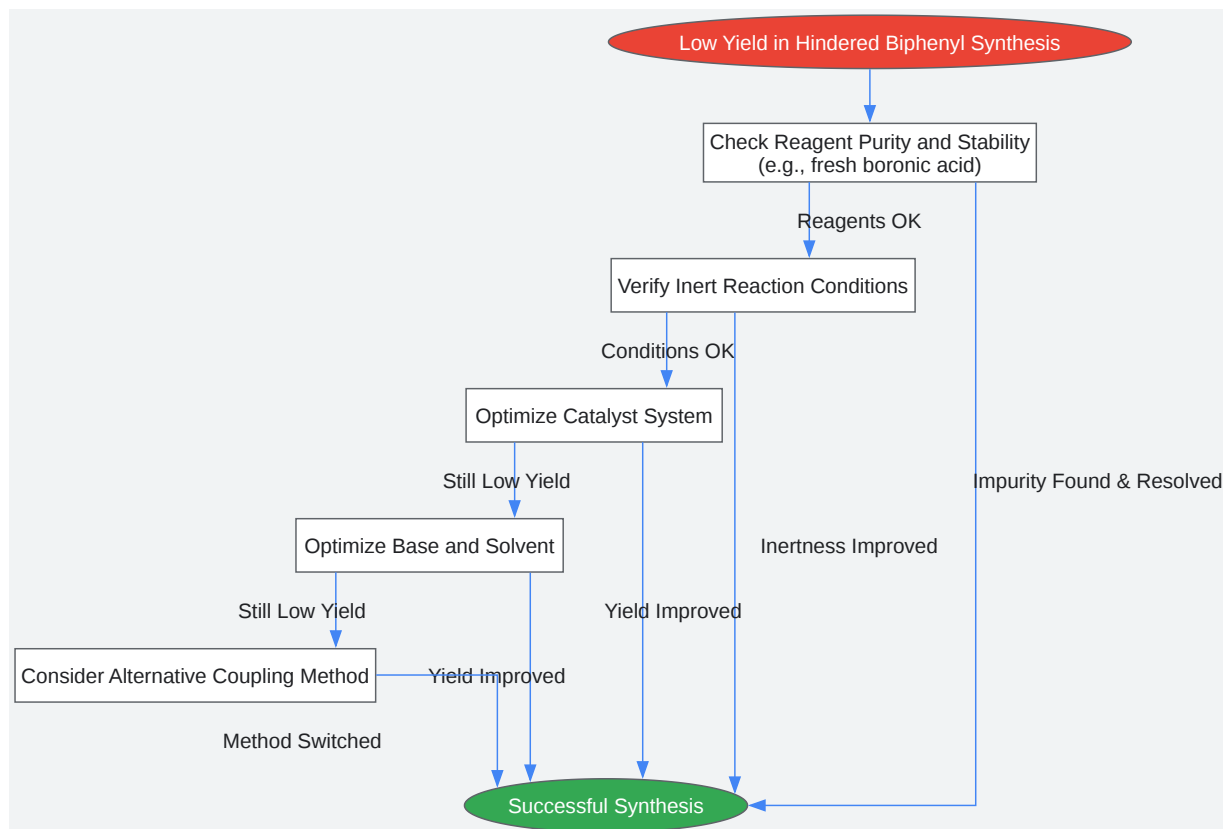 Low Yield in Hindered Biphenyl Synthesis
Check Reagent Purity and Stability
(e.g., fresh boronic acid)
Reagents OK
Verify Inert Reaction Conditions
Conditions OK
Optimize Catalyst System
Still Low Yield
Impurity Found & Resolved
Optimize Base and Solvent
Inertness Improved
Still Low Yield
Yield Improved
Consider Alternative Coupling Method
Yield Improved
Method Switched
Successful Synthesis